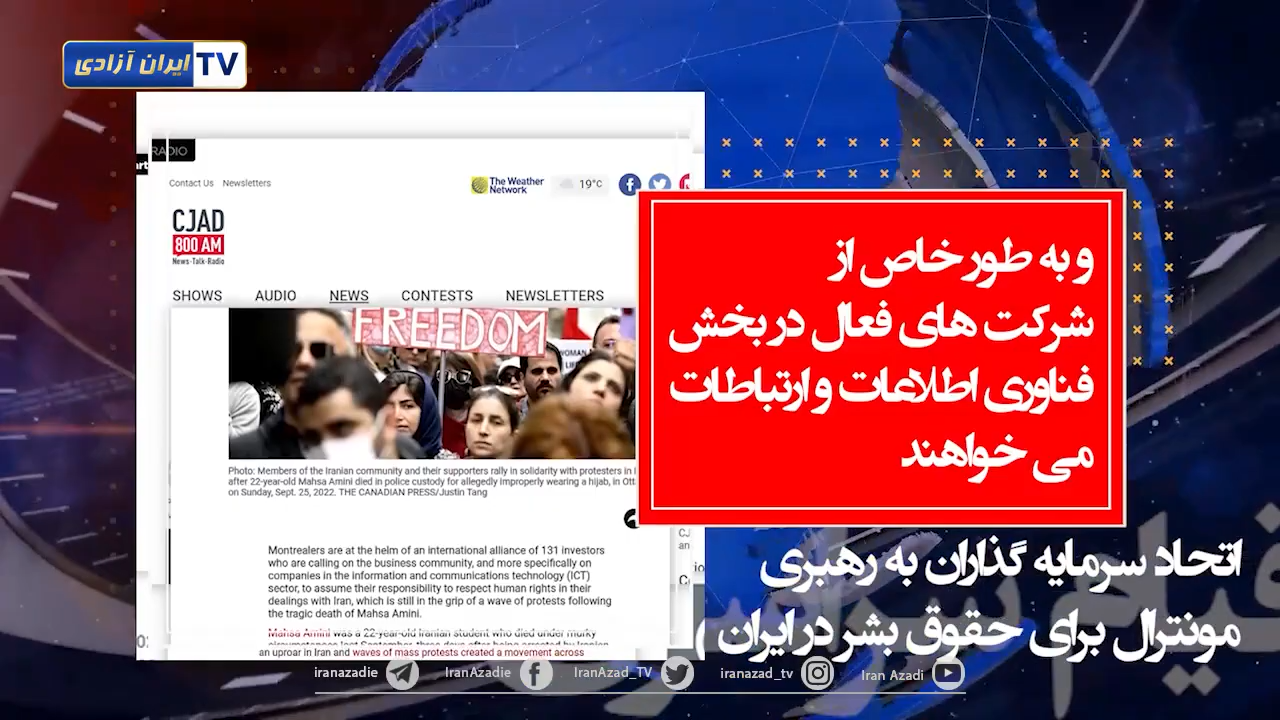 ایران آزادی TV
RADIO
Contact Us Newsletters
The Weather
Network
19°C
CJAD
800 AM
News-Talk-Radio
SHOWS AUDIO NEWS CONTESTS NEWSLETTERS
FREEDOM
WOMAN
Photo: Members of the Iranian community and their supporters rally in solidarity with protesters in
after 22-year-old Mahsa Amini died in police custody for allegedly improperly wearing a hijab, in
on Sunday, Sept. 25, 2022. THE CANADIAN PRESS/Justin Tang
Montrealers are at the helm of an international alliance of 131 investors
who are calling on the business community, and more specifically on
companies in the information and communications technology (ICT)
sector, to assume their responsibility to respect human rights in their
dealings with Iran, which is still in the grip of a wave of protests following
the tragic death of Mahsa Amini.
Mahsa Amini was a 22-year-old Iranian student who died under murky
an uproar in Iran and waves of mass protests created a movement across
و به طور خاص از
شرکت های فعال در بخش
فناوری اطلاعات و ارتباطات
می خواهند
اتحاد سرمایه گذاران به رهبری
مونترال برای حقوق بشر در ایران )
iranazadie IranAzadie IranAzad_TV iranazad_tv Iran Azadi